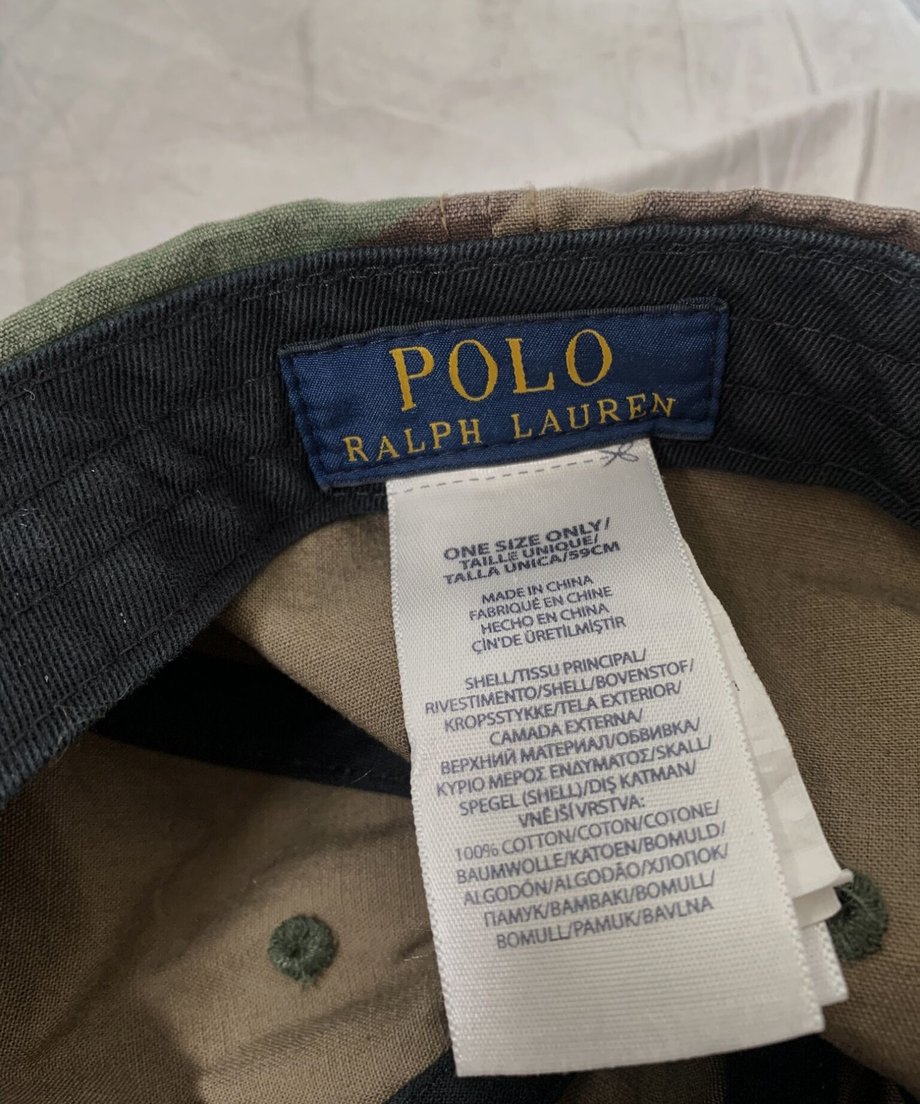 POLO
RALPH LAUREN
ONE SIZE ONLY/
TAILLE UNIQUE/
TALLA UNICA/59CM
MADE IN CHINA
FABRIQUÉ EN CHINE
HECHO EN CHINA
ÇİN'DE ÜRETİLMİŞTİR
SHELL/TISSU PRINCIPAL/
RIVESTIMENTO/SHELL/BOVENSTOF/
KROPSSTYKKE/TELA EXTERIOR/
CAMADA EXTERNA/
ВЕРХНИЙ МАТЕРИАЛ/ОБВИВКА/
ΚΥΡΙΟ ΜΕΡΟΣ ΕΝΔΥΜΑΤΟΣ/SKALL/
SPEGEL (SHELL)/DIŞ KATMAN/
VNĚJŠÍ VRSTVA:
100% COTTON/COTON/COTONE/
BAUMWOLLE/KATOEN/BOMULD/
ALGODÓN/ALGODÃO/ХЛОПОК/
ПАМУК/ΒΑΜΒΑΚΙ/BOMULL/
BOMULL/PAMUK/BAVLNA